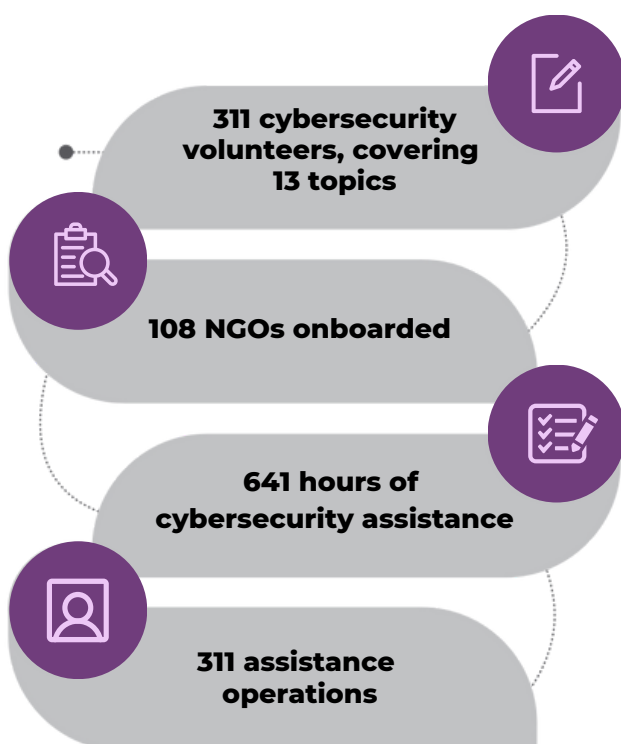 311 cybersecurity
volunteers, covering
13 topics
108 NGOs onboarded
641 hours of
cybersecurity assistance
311 assistance
operations